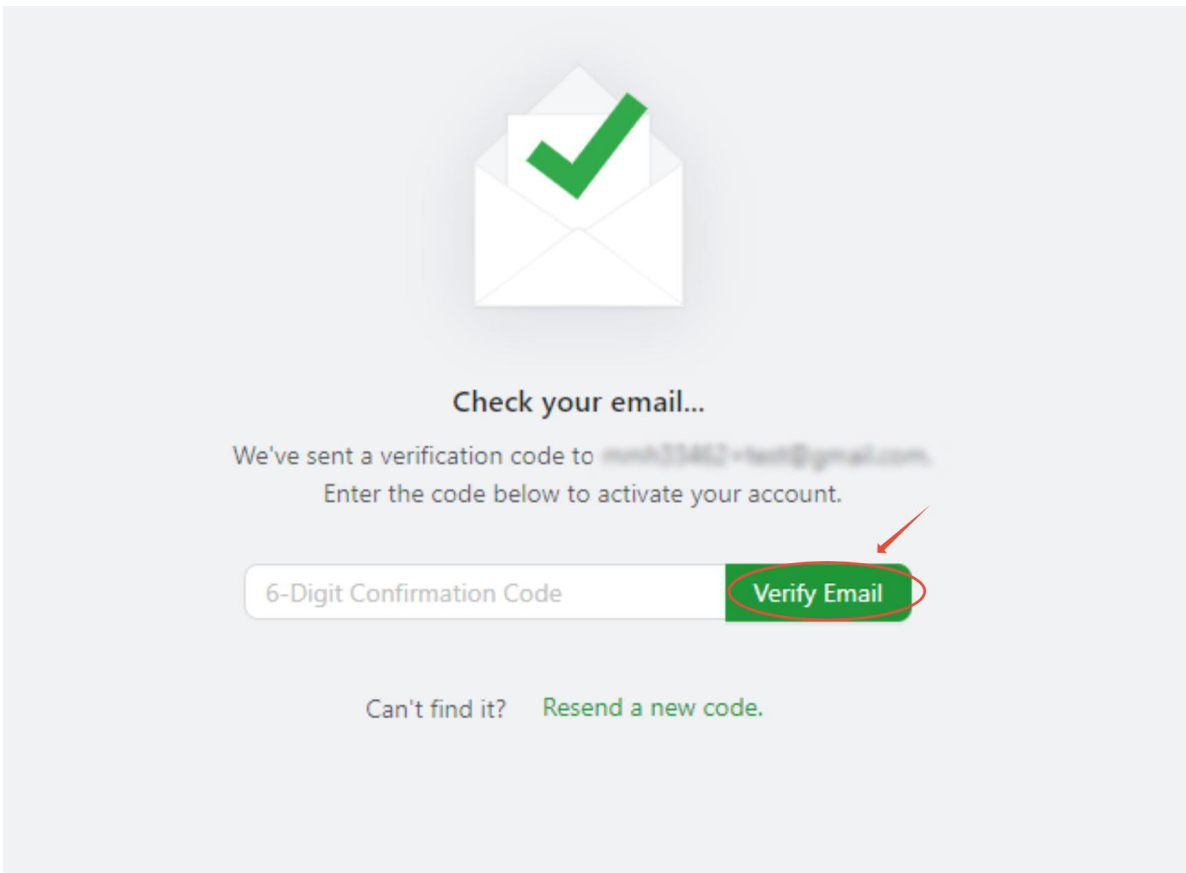 Check your email...
We've sent a verification code to
Enter the code below to activate your account.
6-Digit Confirmation Code
Verify Email
Can't find it? Resend a new code.